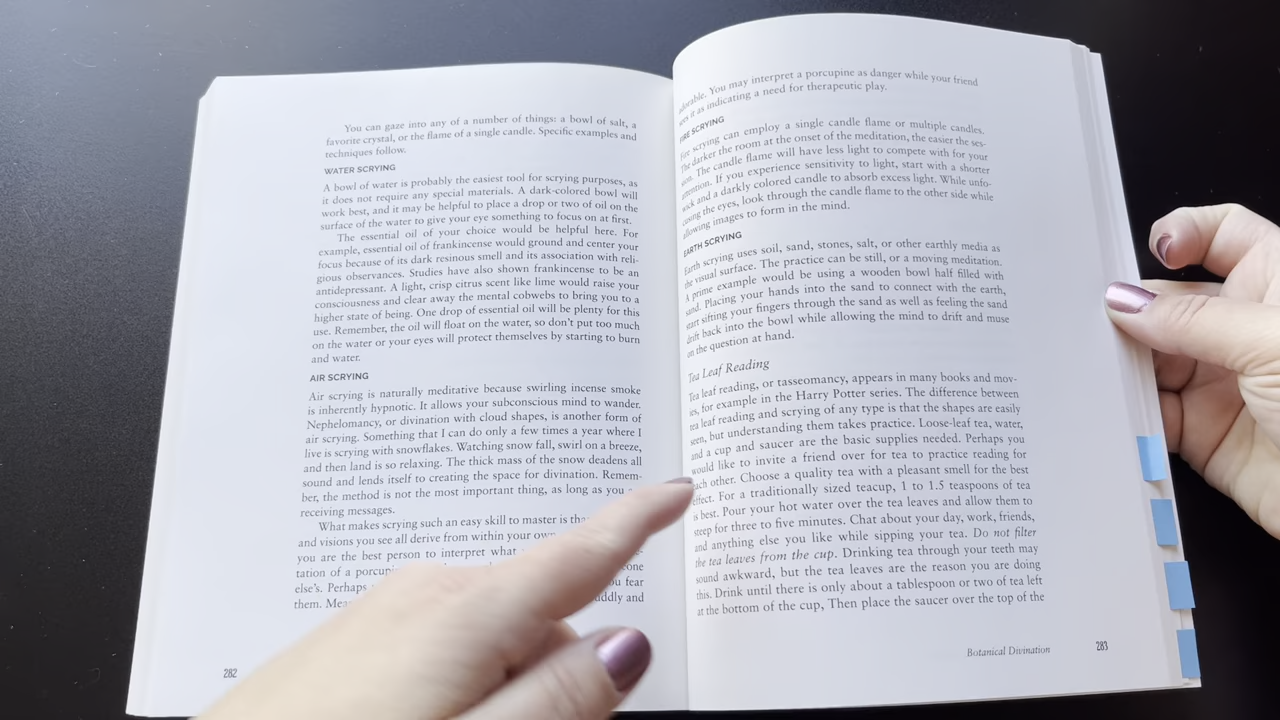 You can gaze into any of a number of things: a bowl of salt, a
favorite crystal, or the flame of a single candle. Specific examples and
techniques follow.
WATER SCRYING
A bowl of water is probably the easiest tool for scrying purposes, as
it does not require any special materials. A dark-colored bowl will
work best, and it may be helpful to place a drop or two of oil on the
surface of the water to give your eye something to focus on at first.
The essential oil of your choice would be helpful here. For
example, essential oil of frankincense would ground and center your
focus because of its dark resinous smell and its association with reli-
gious observances. Studies have also shown frankincense to be an
antidepressant. A light, crisp citrus scent like lime would raise your
consciousness and clear away the mental cobwebs to bring you to a
higher state of being. One drop of essential oil will be plenty for this
use. Remember, the oil will float on the water, so don't put too much
on the water or your eyes will protect themselves by starting to burn
and water.
AIR SCRYING
Air scrying is naturally meditative because swirling incense smoke
is inherently hypnotic. It allows your subconscious mind to wander.
Nephelomancy, or divination with cloud shapes, is another form of
air scrying. Something that I can do only a few times a year where I
live is scrying with snowflakes. Watching snow fall, swirl on a breeze,
and then land is so relaxing. The thick mass of the snow deadens all
sound and lends itself to creating the space for divination. Remem-
ber, the method is not the most important thing, as long as you
receiving messages.
What makes scrying such an easy skill to master is
and visions you see all derive from within your own
you are the best person to interpret what
tation of a
else's. Perhaps fear
them. and
282
adorable. You may interpret a porcupine as danger while your friend
sees it as indicating a need for therapeutic play.
FIRE SCRYING
Fire scrying can employ a single candle flame or multiple candles.
The darker the room at the onset of the meditation, the easier the ses-
sion. The candle flame will have less light to compete with for your
attention. If you experience sensitivity to light, start with a shorter
wick and a darkly colored candle to absorb excess light. While unfo-
cusing the eyes, look through the candle flame to the other side while
allowing images to form in the mind.
EARTH SCRYING
Earth scrying uses soil, sand, stones, salt, or other earthly media as
the visual surface. The practice can be still, or a moving meditation.
A prime example would be using a wooden bowl half filled with
sand. Placing your hands into the sand to connect with the earth,
start sifting your fingers through the sand as well as feeling the sand
drift back into the bowl while allowing the mind to drift and muse
on the question at hand.
Tea Leaf Reading
Tea leaf reading, or tasseomancy, appears in many books and mov-
ies, for example in the Harry Potter series. The difference between
tea leaf reading and scrying of any type is that the shapes are easily
seen, but understanding them takes practice. Loose-leaf tea, water,
and a cup and saucer are the basic supplies needed. Perhaps you
would like to invite a friend over for tea to practice reading for
each other. Choose a quality tea with a pleasant smell for the best
effect. For a traditionally sized teacup, 1 to 1.5 teaspoons of tea
is best. Pour your hot water over the tea leaves and allow them to
steep for three to five minutes. Chat about your day, work, friends,
and anything else you like while sipping your tea. Do not filter
the tea leaves from the cup. Drinking tea through your teeth may
sound awkward, but the tea leaves are the reason you are doing
this. Drink until there is only about a tablespoon or two of tea left
at the bottom of the cup, Then place the saucer over the top of the
Botanical Divination 283